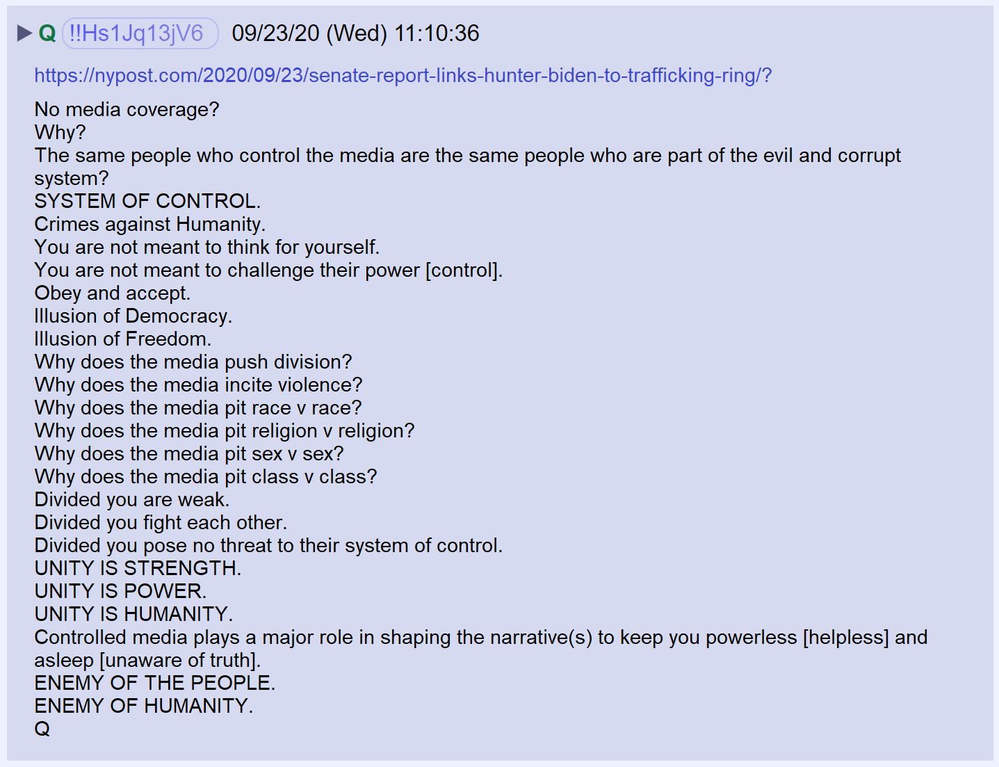 ▶ Q !!Hs1Jq13jV6 09/23/20 (Wed) 11:10:36
https://nypost.com/2020/09/23/senate-report-links-hunter-biden-to-trafficking-ring/?
No media coverage?
Why?
The same people who control the media are the same people who are part of the evil and corrupt
system?
SYSTEM OF CONTROL.
Crimes against Humanity.
You are not meant to think for yourself.
You are not meant to challenge their power [control].
Obey and accept.
Illusion of Democracy.
Illusion of Freedom.
Why does the media push division?
Why does the media incite violence?
Why does the media pit race v race?
Why does the media pit religion v religion?
Why does the media pit sex v sex?
Why does the media pit class v class?
Divided you are weak.
Divided you fight each other.
Divided you pose no threat to their system of control.
UNITY IS STRENGTH.
UNITY IS POWER.
UNITY IS HUMANITY.
Controlled media plays a major role in shaping the narrative(s) to keep you powerless [helpless] and
asleep [unaware of truth].
ENEMY OF THE PEOPLE.
ENEMY OF HUMANITY.
Q